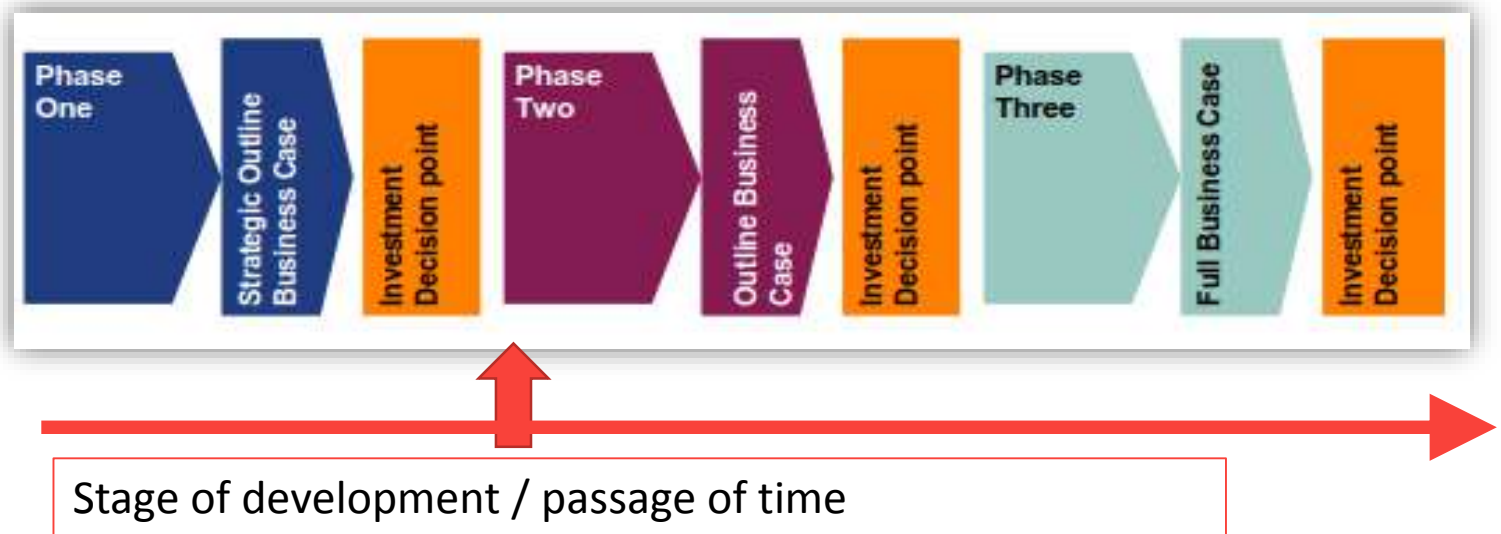 Phase
One
Strategic Outline
Business Case
Investment
Decision point
Phase
Two
Outline Business
Case
Investment
Decision point
Phase
Three
Full Business Case
Investment
Decision point
Stage of development / passage of time